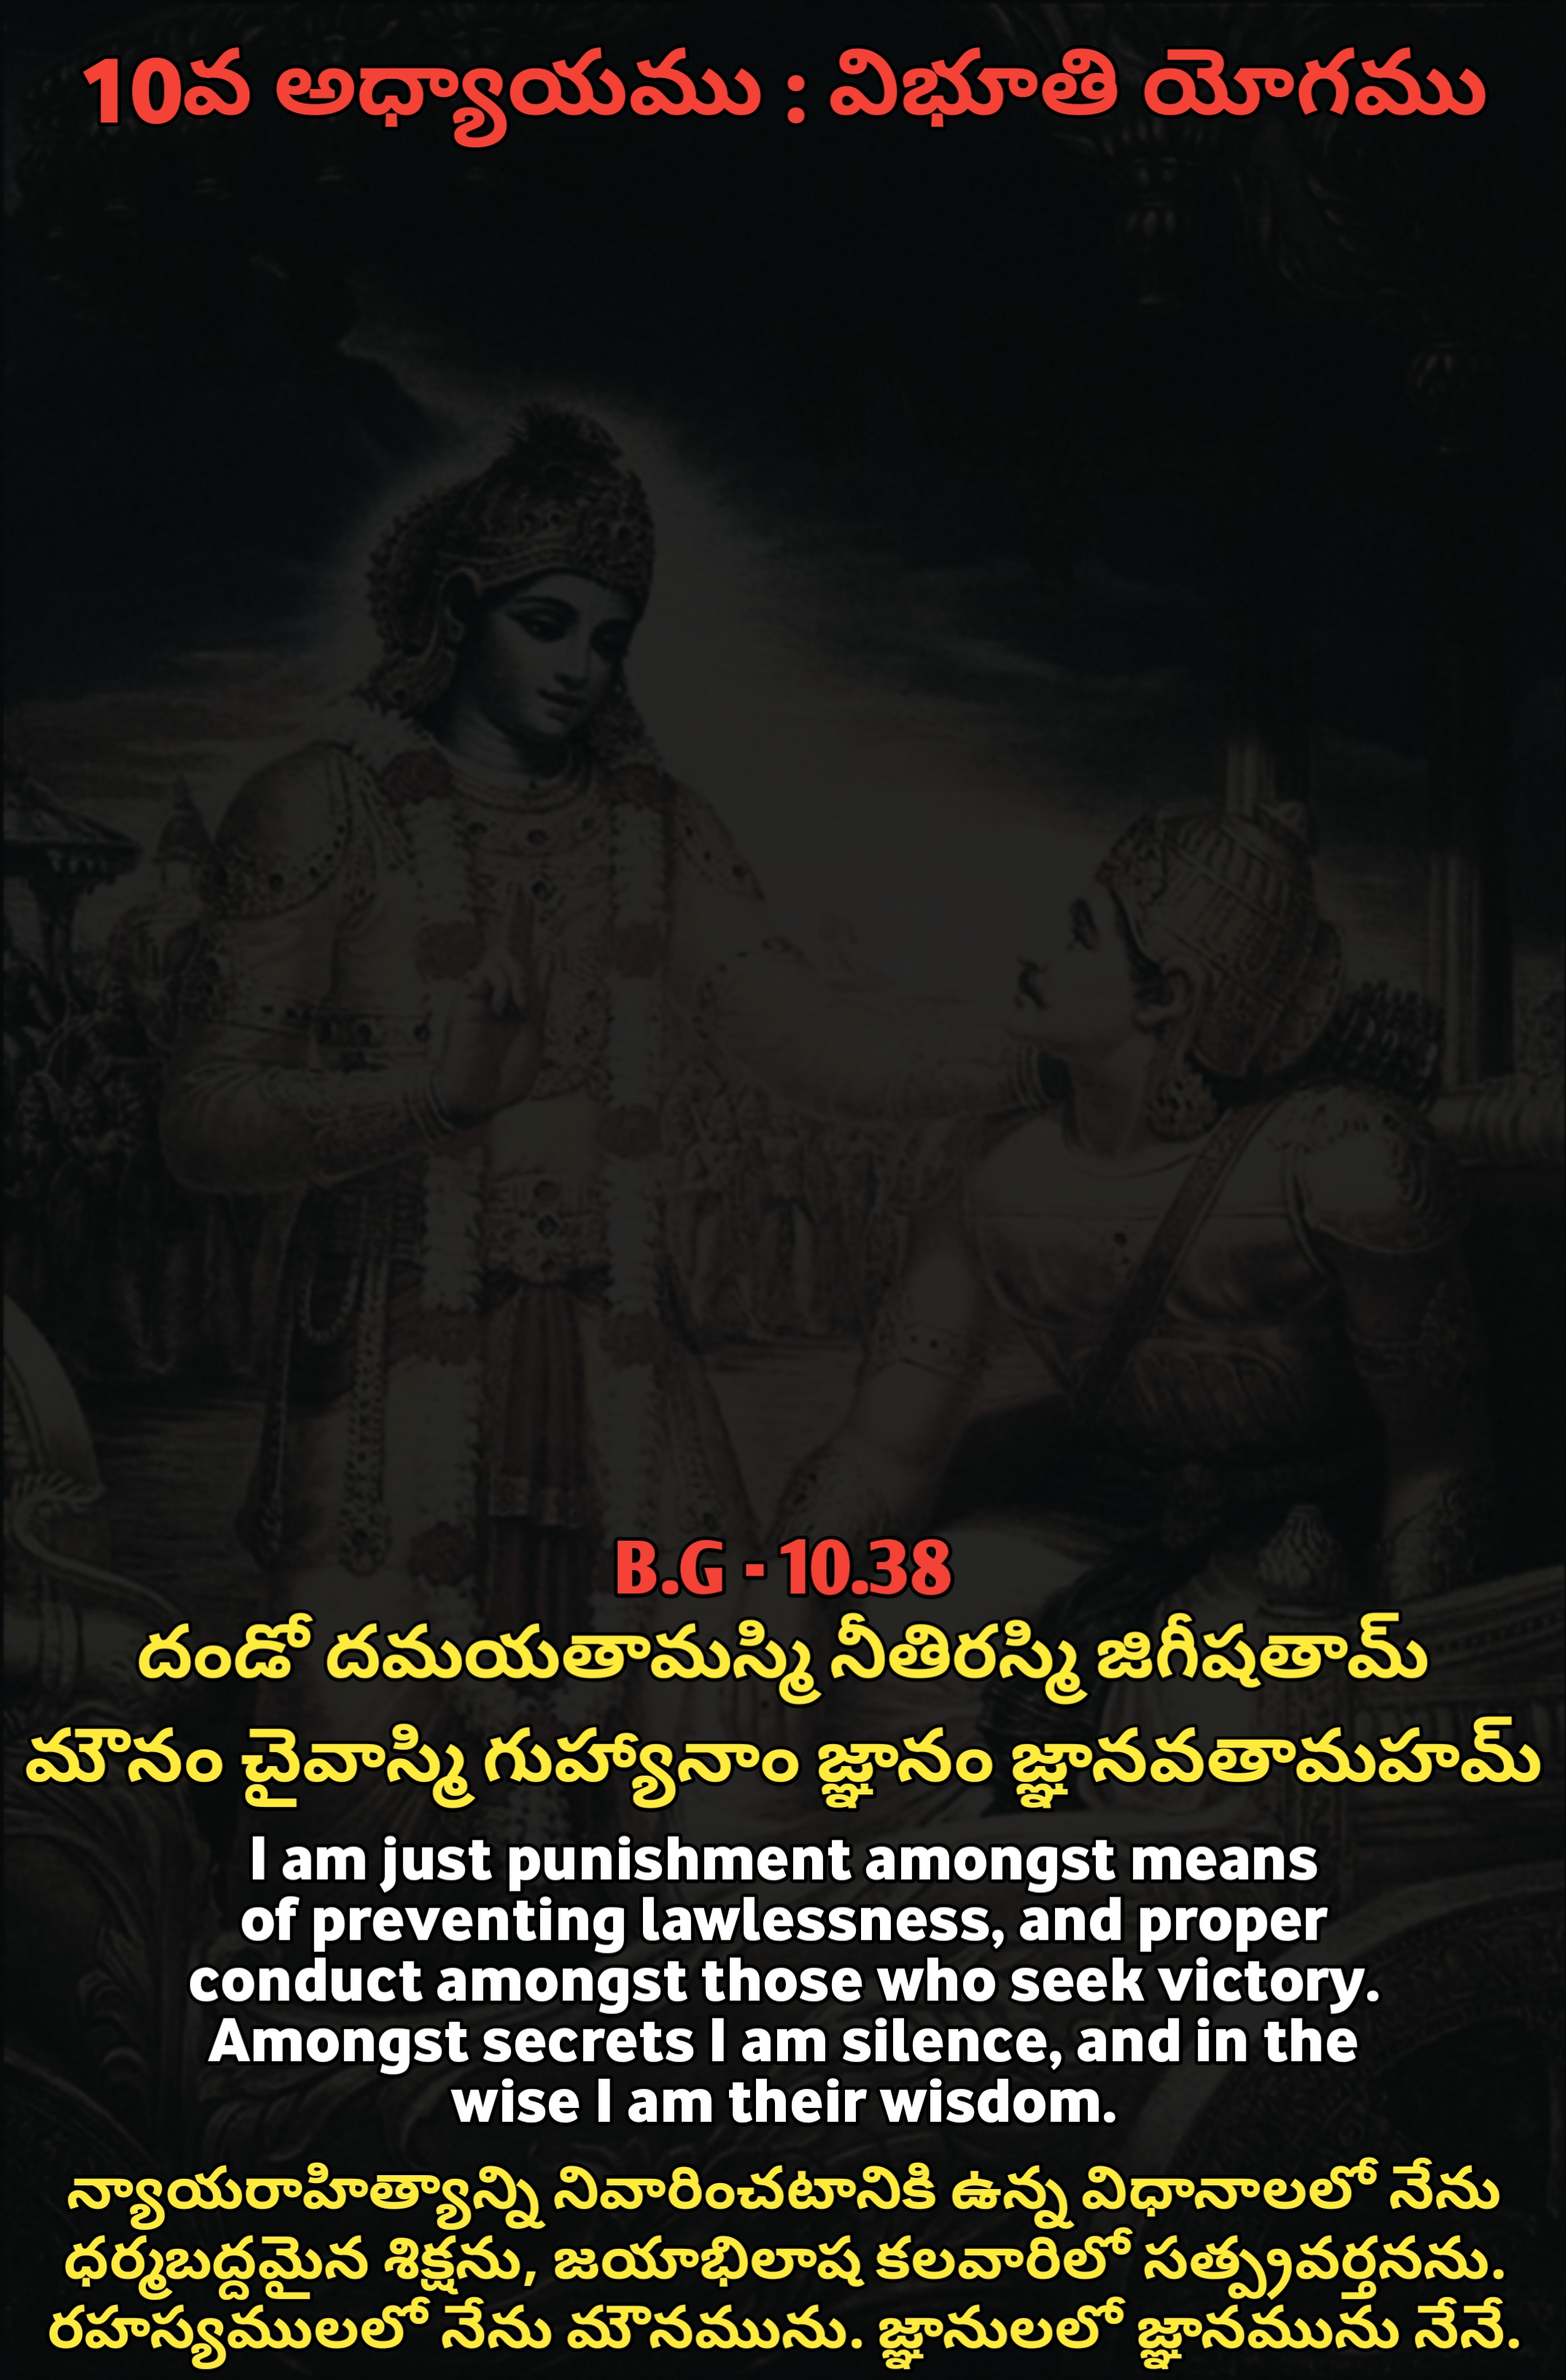 10వ అధ్యాయము : విభూతి యోగము
B.G - 10.38
దండో దమయతామస్మి నీతిరస్మి జిగీషతామ్
మౌనం చైవాస్మి గుహ్యానాం జ్ఞానం జ్ఞానవతామహమ్
I am just punishment amongst means
of preventing lawlessness, and proper
conduct amongst those who seek victory.
Amongst secrets I am silence, and in the
wise I am their wisdom.
న్యాయరాహిత్యాన్ని నివారించటానికి ఉన్న విధానాలలో నేను
ధర్మబద్దమైన శిక్షను, జయాభిలాష కలవారిలో సత్ప్రవర్తనను.
రహస్యములలో నేను మౌనమును. జ్ఞానులలో జ్ఞానమును నేనే.